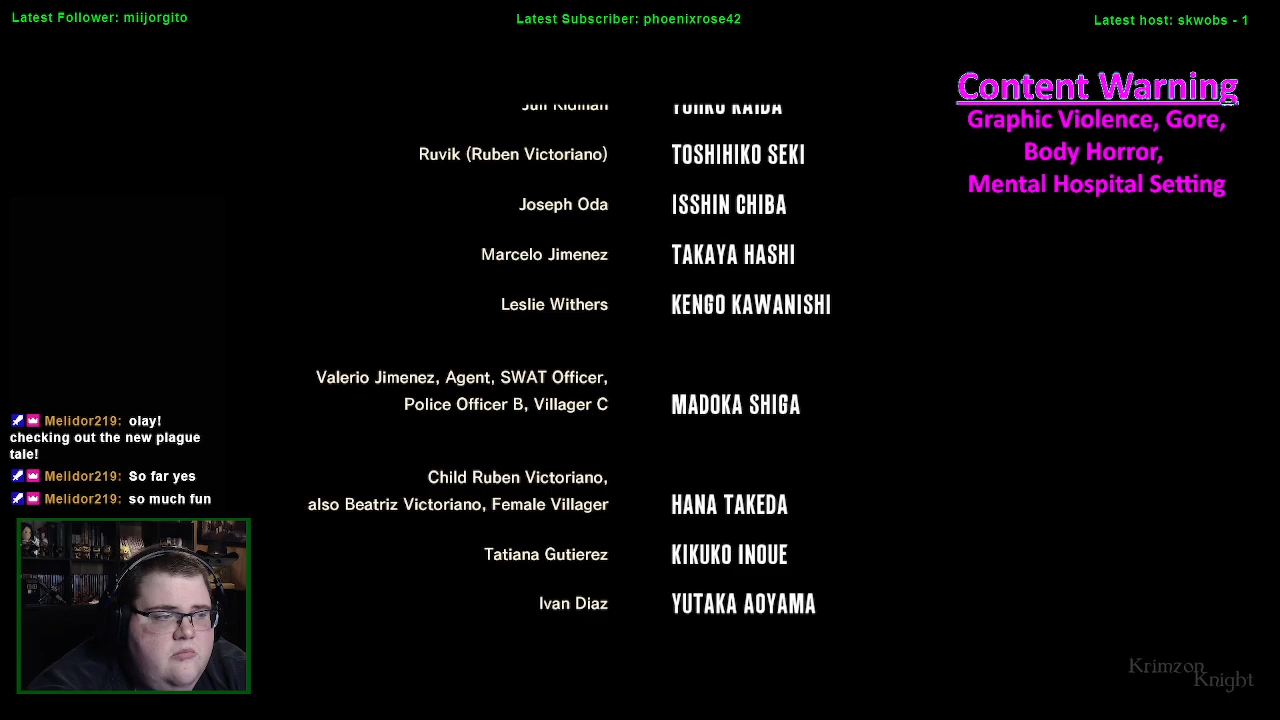 Latest Follower: miijorgito
Latest Subscriber: phoenixrose42
Latest host: skwobs - 1
Content Warning
Graphic Violence, Gore,
Body Horror,
Mental Hospital Setting
Ruvik (Ruben Victoriano) TOSHIHIKO SEKI
Joseph Oda ISSHIN CHIBA
Marcelo Jimenez TAKAYA HASHI
Leslie Withers KENGO KAWANISHI
Valerio Jimenez, Agent, SWAT Officer,
Police Officer B, Villager C MADOKA SHIGA
Child Ruben Victoriano,
also Beatriz Victoriano, Female Villager HANA TAKEDA
Tatiana Gutierez KIKUKO INOUE
Ivan Diaz YUTAKA AOYAMA
Melidor219: olay!
checking out the new plague
tale!
Melidor219: So far yes
Melidor219: so much fun
Krimzon
Knight